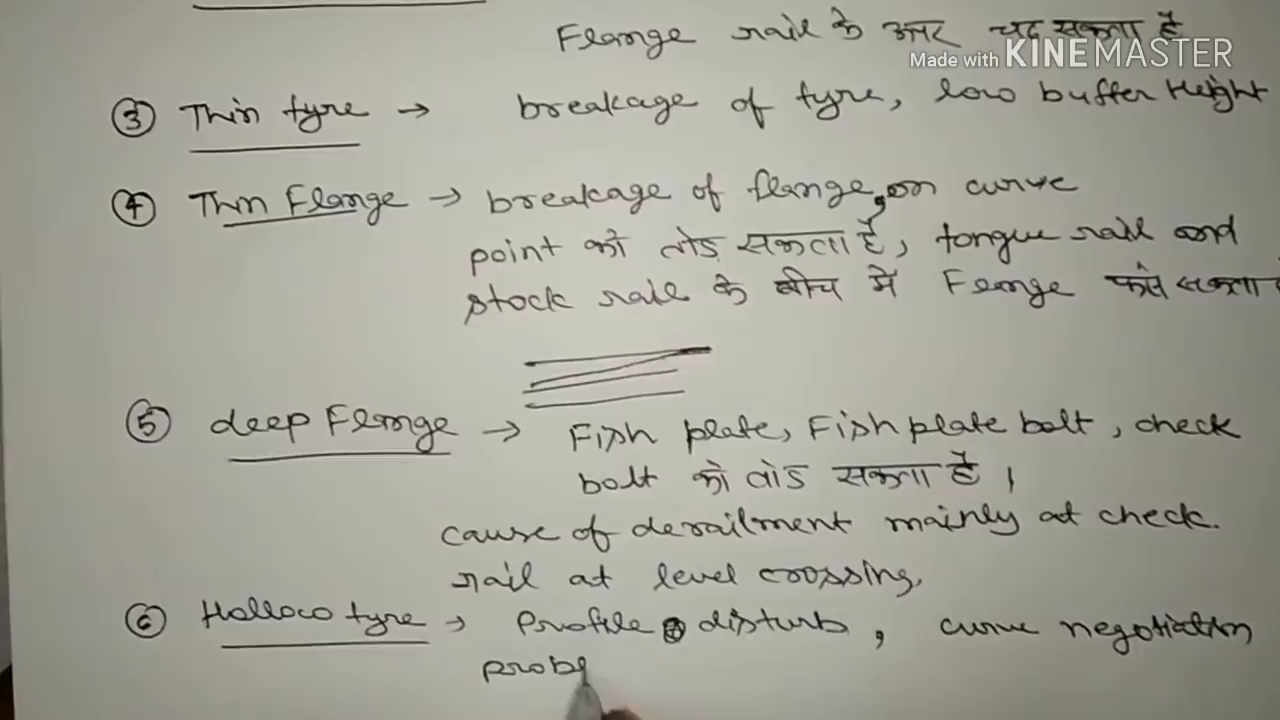 Flange rail के ऊपर चढ़ सकता है
Made with KINEMASTER
③ Thin tyre → breakage of tyre, low buffer Height
④ Thin Flange → breakage of flange, on curve
point को तोड़ सकता है, tongue rail and
stock rail के बीच में Flange फंस सकता
⑤ deep Flange → Fish plate, Fish plate bolt, check
bolt को तोड सकता है ।
cause of derailment mainly at check
rail at level crossing.
⑥ Hollow tyre → Profile disturb, curve negotiation
probl